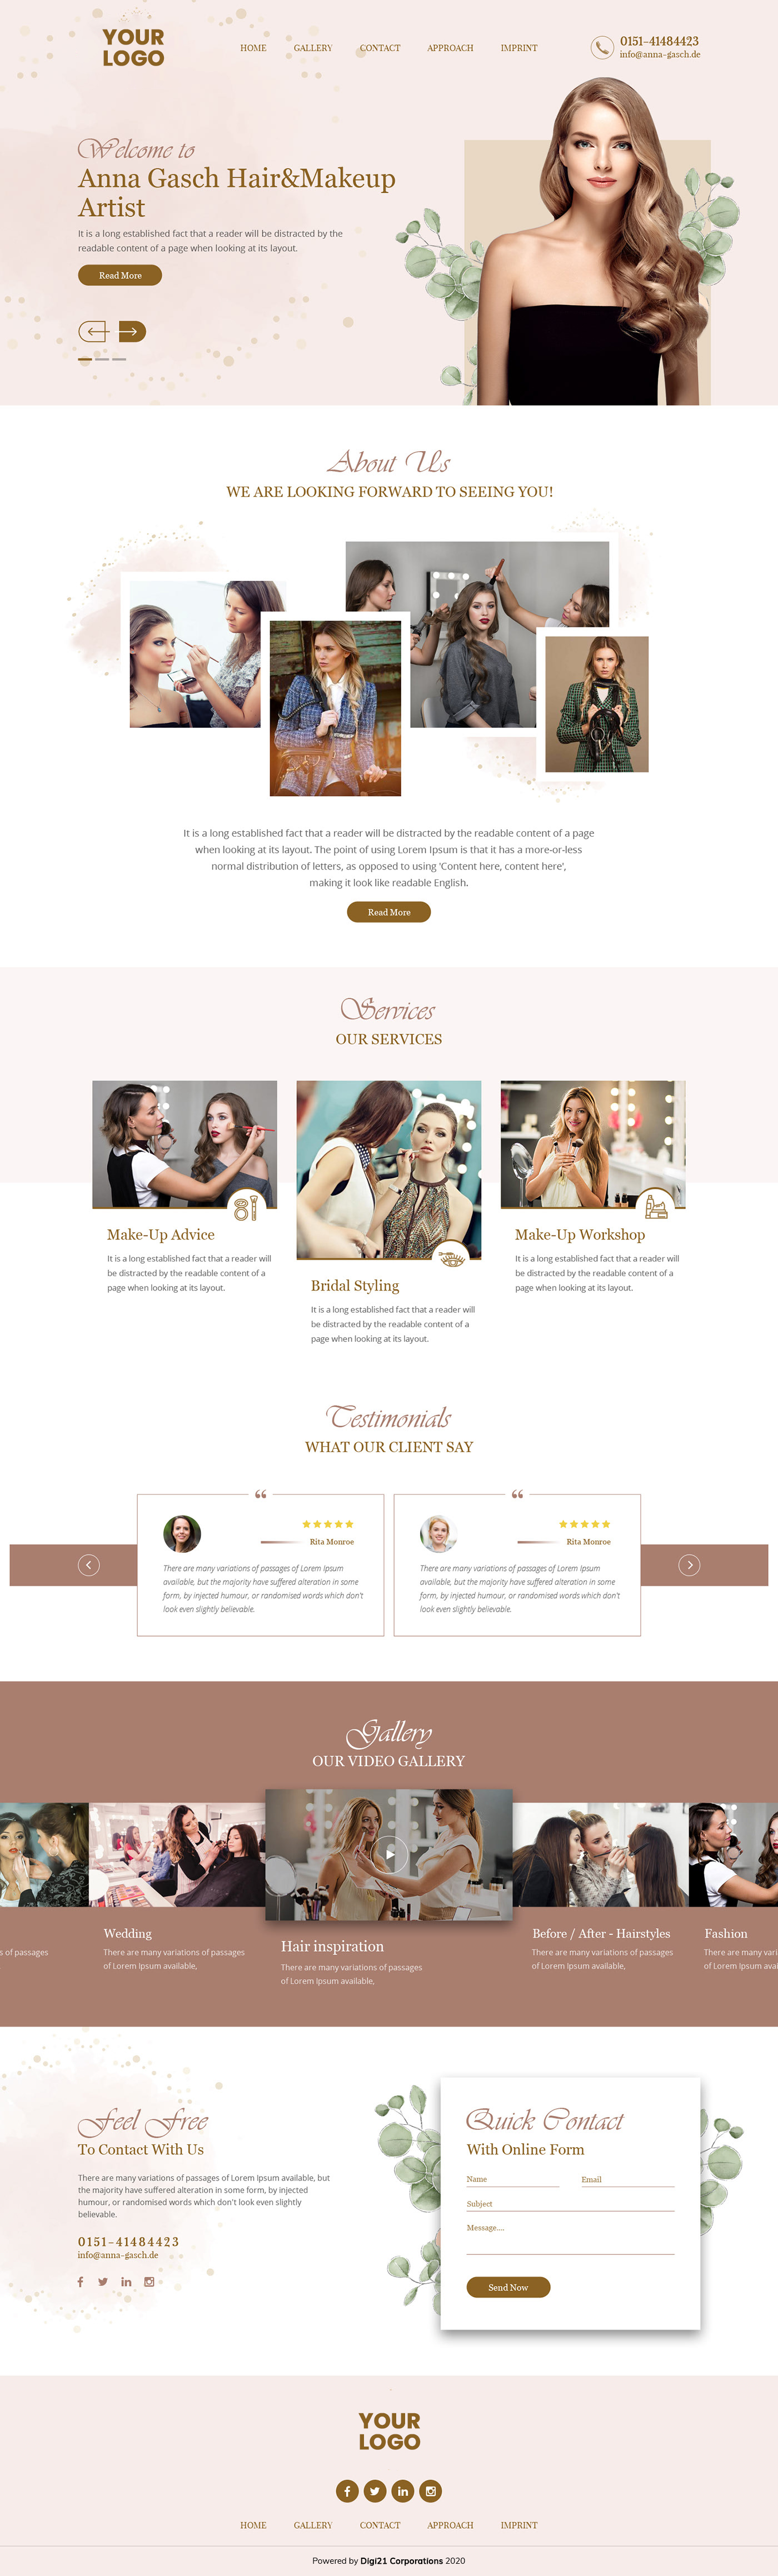 YOUR
LOGO
HOME GALLERY CONTACT APPROACH IMPRINT
0151-41484423
info@anna-gasch.de
Welcome to
Anna Gasch Hair&Makeup
Artist
It is a long established fact that a reader will be distracted by the
readable content of a page when looking at its layout.
Read More
About Us
WE ARE LOOKING FORWARD TO SEEING YOU!
It is a long established fact that a reader will be distracted by the readable content of a page
when looking at its layout. The point of using Lorem Ipsum is that it has a more-or-less
normal distribution of letters, as opposed to using 'Content here, content here',
making it look like readable English.
Read More
Services
OUR SERVICES
Make-Up Advice
It is a long established fact that a reader will
be distracted by the readable content of a
page when looking at its layout.
Bridal Styling
It is a long established fact that a reader will
be distracted by the readable content of a
page when looking at its layout.
Make-Up Workshop
It is a long established fact that a reader will
be distracted by the readable content of a
page when looking at its layout.
Testimonials
WHAT OUR CLIENT SAY
“
Rita Monroe
There are many variations of passages of Lorem Ipsum
available, but the majority have suffered alteration in some
form, by injected humour, or randomised words which don't
look even slightly believable.
“
Rita Monroe
There are many variations of passages of Lorem Ipsum
available, but the majority have suffered alteration in some
form, by injected humour, or randomised words which don't
look even slightly believable.
Gallery
OUR VIDEO GALLERY
s of passages
Wedding
There are many variations of passages
of Lorem Ipsum available,
Hair inspiration
There are many variations of passages
of Lorem Ipsum available,
Before / After - Hairstyles
There are many variations of passages
of Lorem Ipsum available,
Fashion
There are many vari
of Lorem Ipsum avai
Feel Free
To Contact With Us
There are many variations of passages of Lorem Ipsum available, but
the majority have suffered alteration in some form, by injected
humour, or randomised words which don't look even slightly
believable.
0151-41484423
info@anna-gasch.de
Quick Contact
With Online Form
Name Email
Subject
Message....
Send Now
YOUR
LOGO
HOME GALLERY CONTACT APPROACH IMPRINT
Powered by Digi21 Corporations 2020